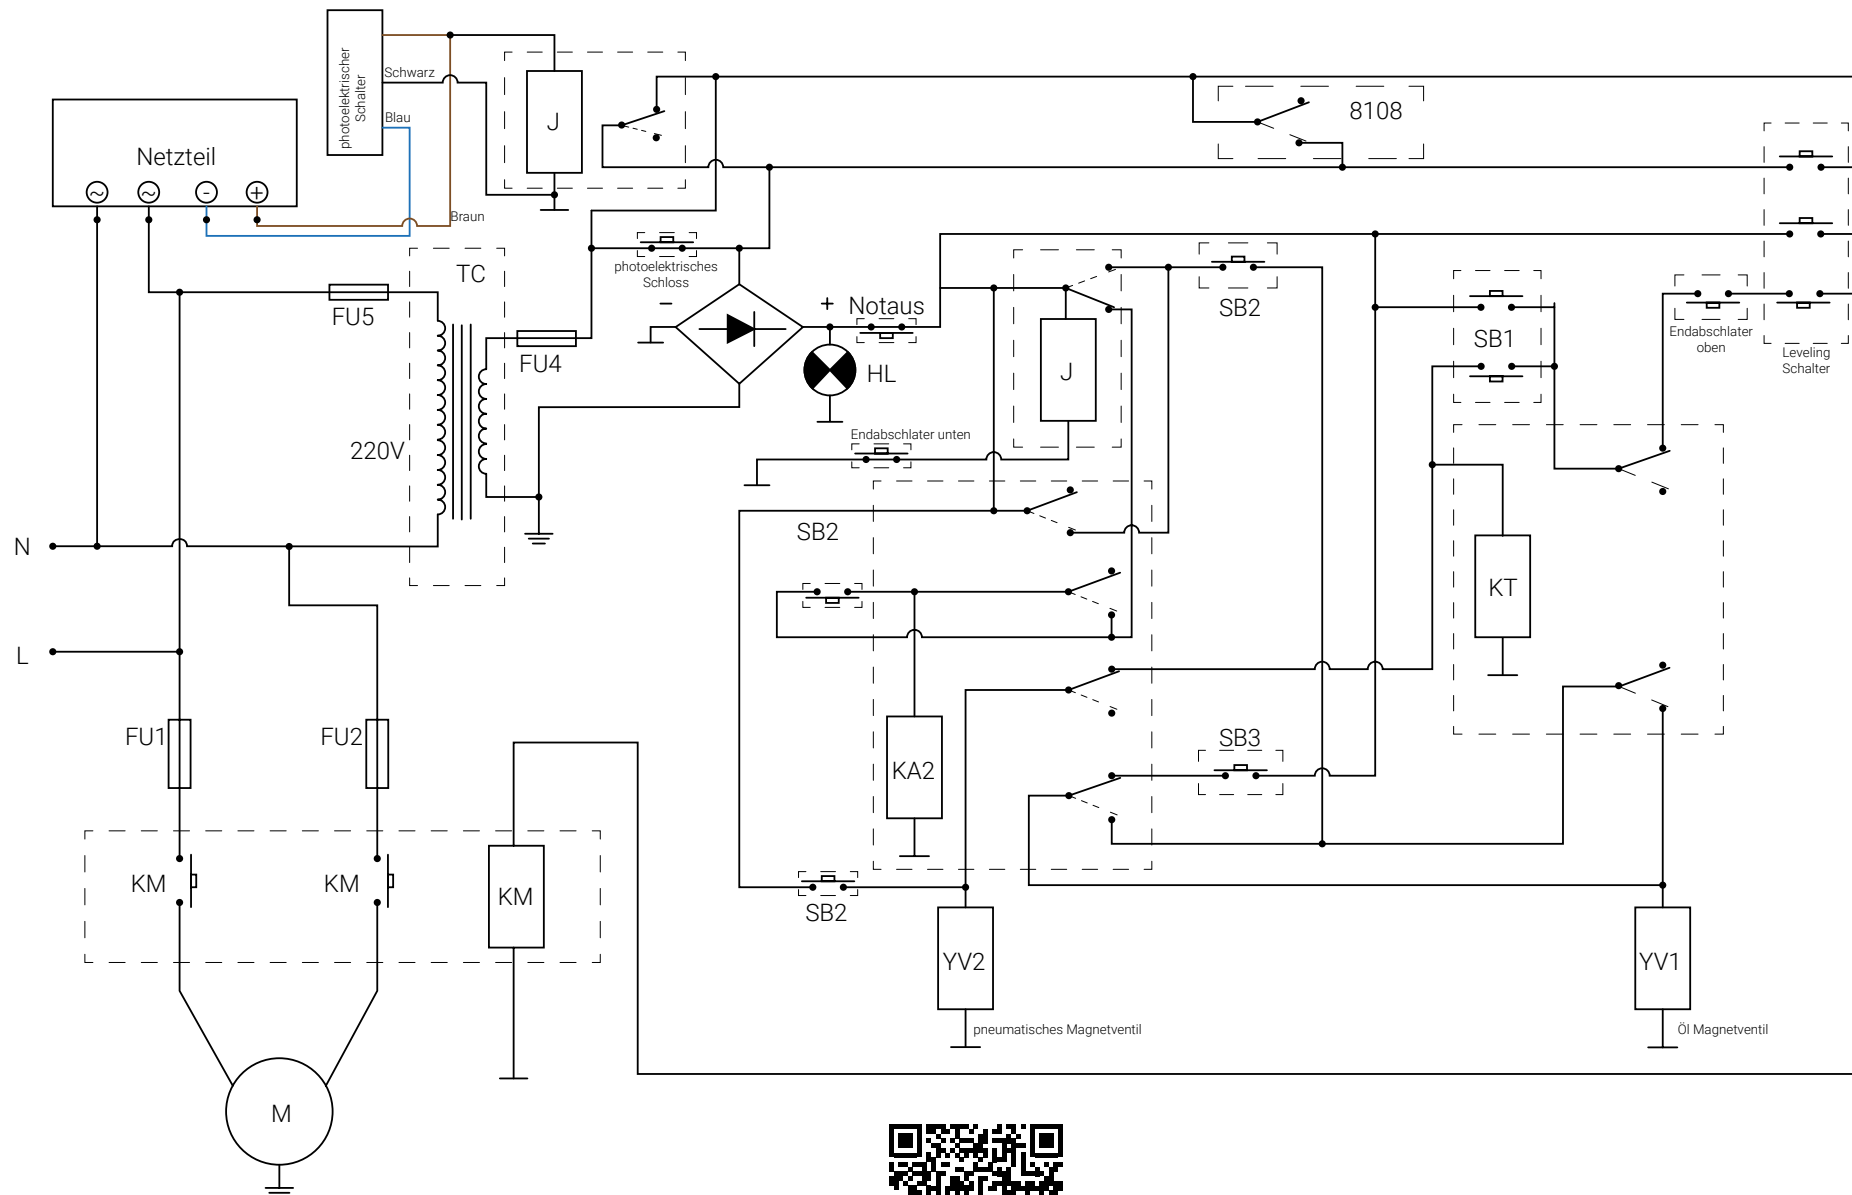 photoelektrischer
Schalter
Schwarz
Blau
Braun
Netzteil
~ ~ - +
J
8108
TC
FU5
220V
FU4
photoelektrisches
Schloss
− +
Notaus
HL
J
SB2
SB1
Endabschlater
oben
Leveling
Schalter
Endabschlater unten
SB2
KT
N
L
FU1
FU2
KA2
SB3
KM
KM
KM
SB2
YV2
pneumatisches Magnetventil
YV1
Öl Magnetventil
M